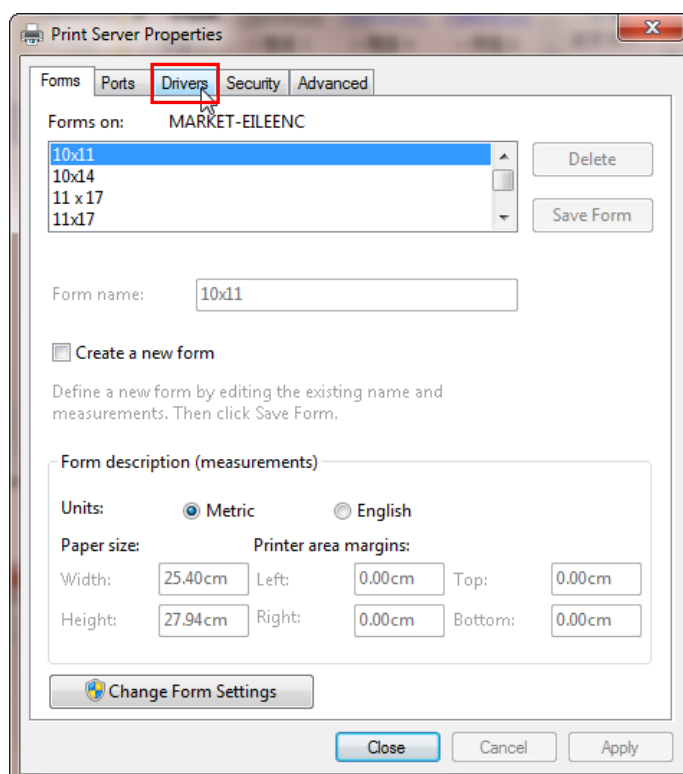 Print Server Properties
Forms Ports Drivers Security Advanced
Forms on: MARKET-EILEENC
10x11
10x14
11 x 17
11x17
Delete
Save Form
Form name: 10x11
Create a new form
Define a new form by editing the existing name and
measurements. Then click Save Form.
Form description (measurements)
Units: Metric English
Paper size: Printer area margins:
Width: 25.40cm Left: 0.00cm Top: 0.00cm
Height: 27.94cm Right: 0.00cm Bottom: 0.00cm
Change Form Settings
Close Cancel Apply